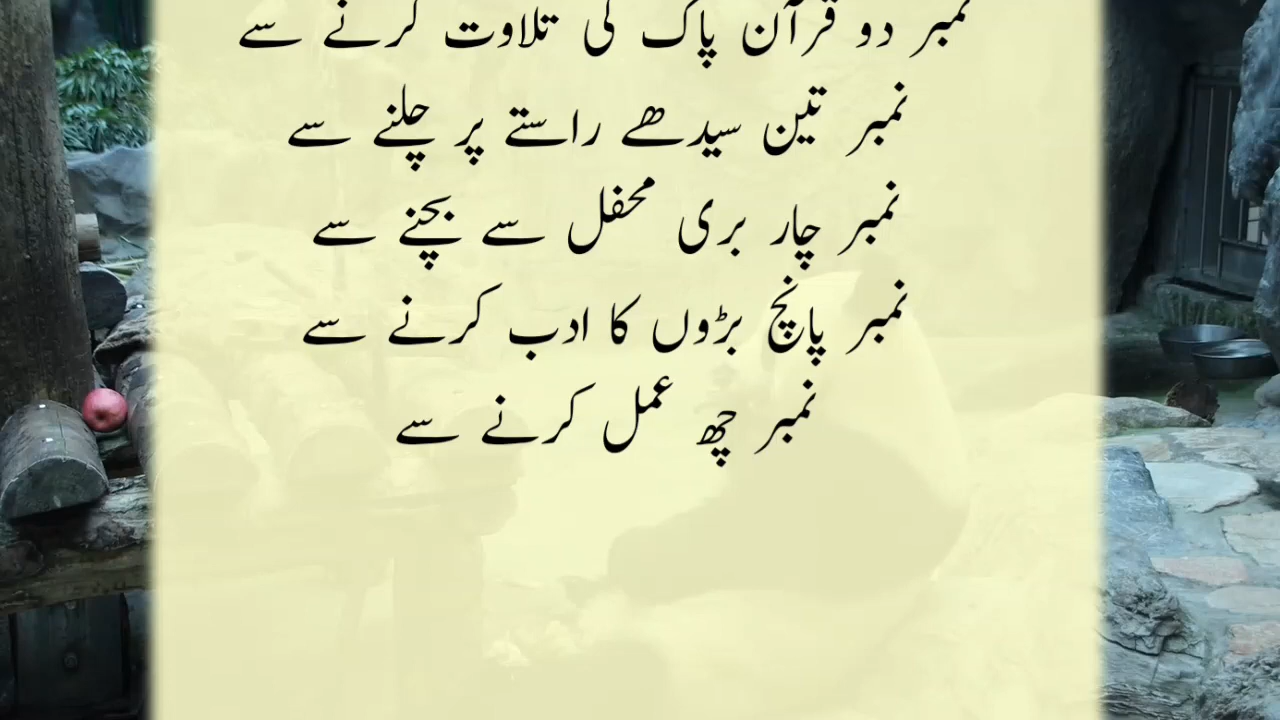 نمبر دو قرآن پاک کی تلاوت کرنے سے
نمبر تین سیدھے راستے پر چلنے سے
نمبر چار بری محفل سے بچنے سے
نمبر پانچ بڑوں کا ادب کرنے سے
نمبر چھ عمل کرنے سے